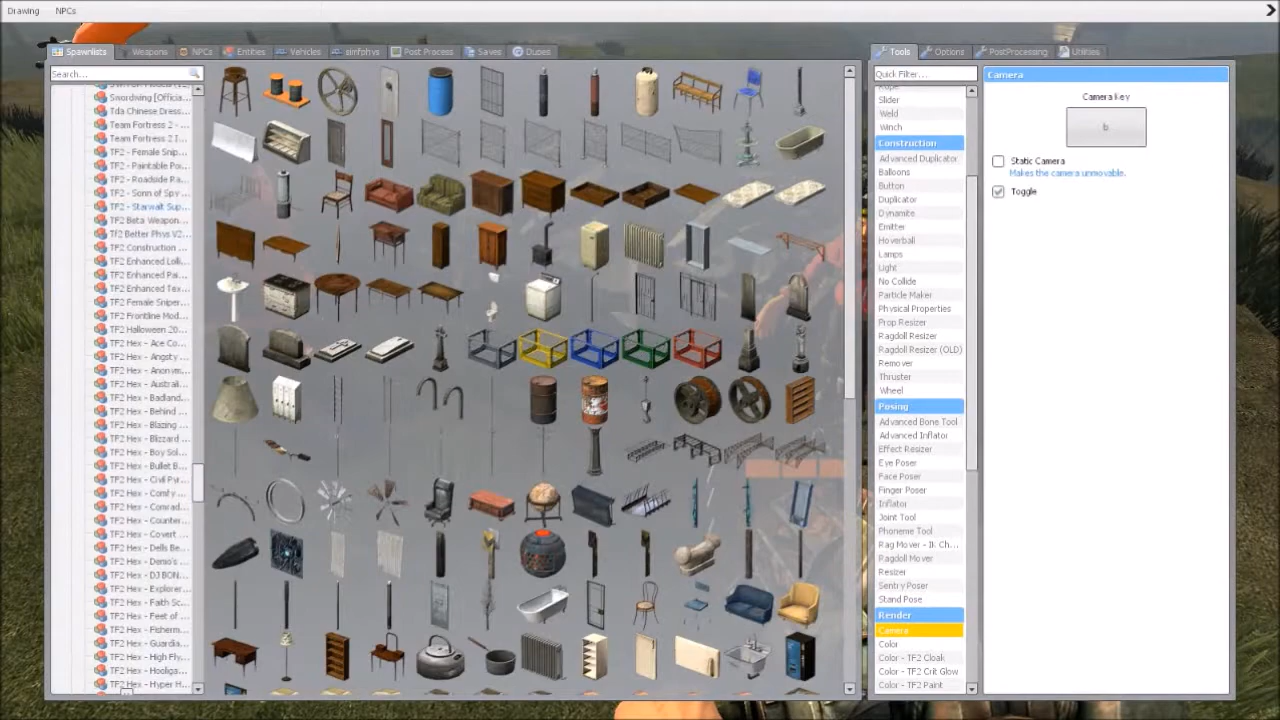 Drawing NPCs
Spawnlists Weapons NPCs Entities Vehicles simfphys Post Process Saves Dupes
Search...
Swordwing [Officia...
Tda Chinese Dress...
Team Fortress 2 - ...
Team Fortress 2 I...
TF2 - Female Snip...
TF2 - Paintable Po...
TF2 - Roadside Ra...
TF2 - Sonn of Spy ...
TF2 - Starwalt Sup...
TF2 Beta Weapon...
Tf2 Better Phys V2...
TF2 Construction ...
TF2 Enhanced Lolli...
TF2 Enhanced Pai...
TF2 Enhanced Tex...
TF2 Female Sniper...
TF2 Frontline Mod...
TF2 Halloween 20...
TF2 Hex - Ace Co...
TF2 Hex - Angsty ...
TF2 Hex - Anonym...
TF2 Hex - Australi...
TF2 Hex - Badland...
TF2 Hex - Behind ...
TF2 Hex - Blazing ...
TF2 Hex - Blizzard ...
TF2 Hex - Boy Sol...
TF2 Hex - Bullet B...
TF2 Hex - Civil Pyr...
TF2 Hex - Comfy ...
TF2 Hex - Comrad...
TF2 Hex - Counter...
TF2 Hex - Covert ...
TF2 Hex - Dells Be...
TF2 Hex - Demo's ...
TF2 Hex - DJ BON...
TF2 Hex - Explorer...
TF2 Hex - Faith Sc...
TF2 Hex - Feet of ...
TF2 Hex - Fisherm...
TF2 Hex - Guardia...
TF2 Hex - High Fly...
TF2 Hex - Hooliga...
TF2 Hex - Hyper H...
Tools Options PostProcessing Utilities
Quick Filter...
Rope
Slider
Weld
Winch
Construction
Advanced Duplicator
Balloons
Button
Duplicator
Dynamite
Emitter
Hoverball
Lamps
Light
No Collide
Particle Maker
Physical Properties
Prop Resizer
Ragdoll Resizer
Ragdoll Resizer (OLD)
Remover
Thruster
Wheel
Posing
Advanced Bone Tool
Advanced Inflator
Effect Resizer
Eye Poser
Face Poser
Finger Poser
Inflator
Joint Tool
Phoneme Tool
Rag Mover - Ik Ch...
Ragdoll Mover
Resizer
Sentry Poser
Stand Pose
Render
Camera
Color
Color - TF2 Cloak
Color - TF2 Crit Glow
Color - TF2 Paint
Camera
Camera Key
b
Static Camera
Makes the camera unmovable.
Toggle